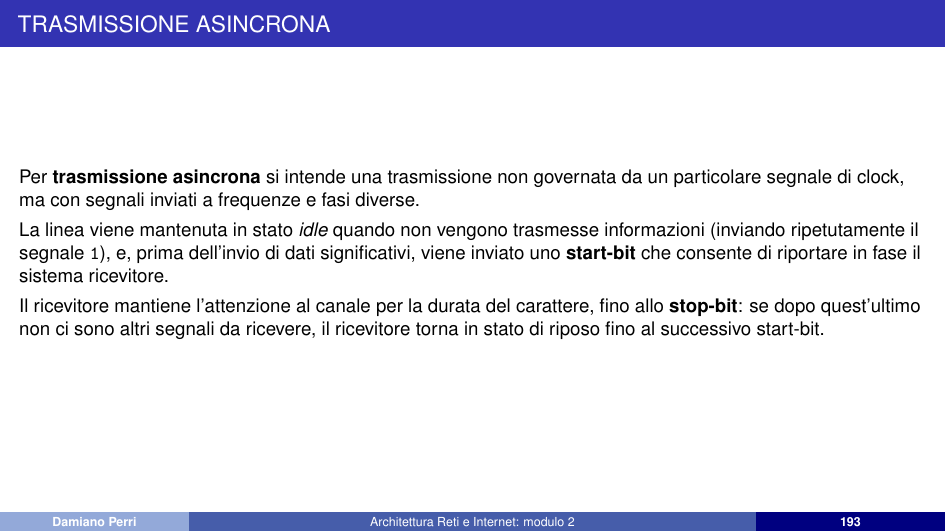 TRASMISSIONE ASINCRONA
Per trasmissione asincrona si intende una trasmissione non governata da un particolare segnale di clock,
ma con segnali inviati a frequenze e fasi diverse.
La linea viene mantenuta in stato idle quando non vengono trasmesse informazioni (inviando ripetutamente il
segnale 1), e, prima dell'invio di dati significativi, viene inviato uno start-bit che consente di riportare in fase il
sistema ricevitore.
Il ricevitore mantiene l'attenzione al canale per la durata del carattere, fino allo stop-bit: se dopo quest'ultimo
non ci sono altri segnali da ricevere, il ricevitore torna in stato di riposo fino al successivo start-bit.
Damiano Perri
Architettura Reti e Internet: modulo 2
193